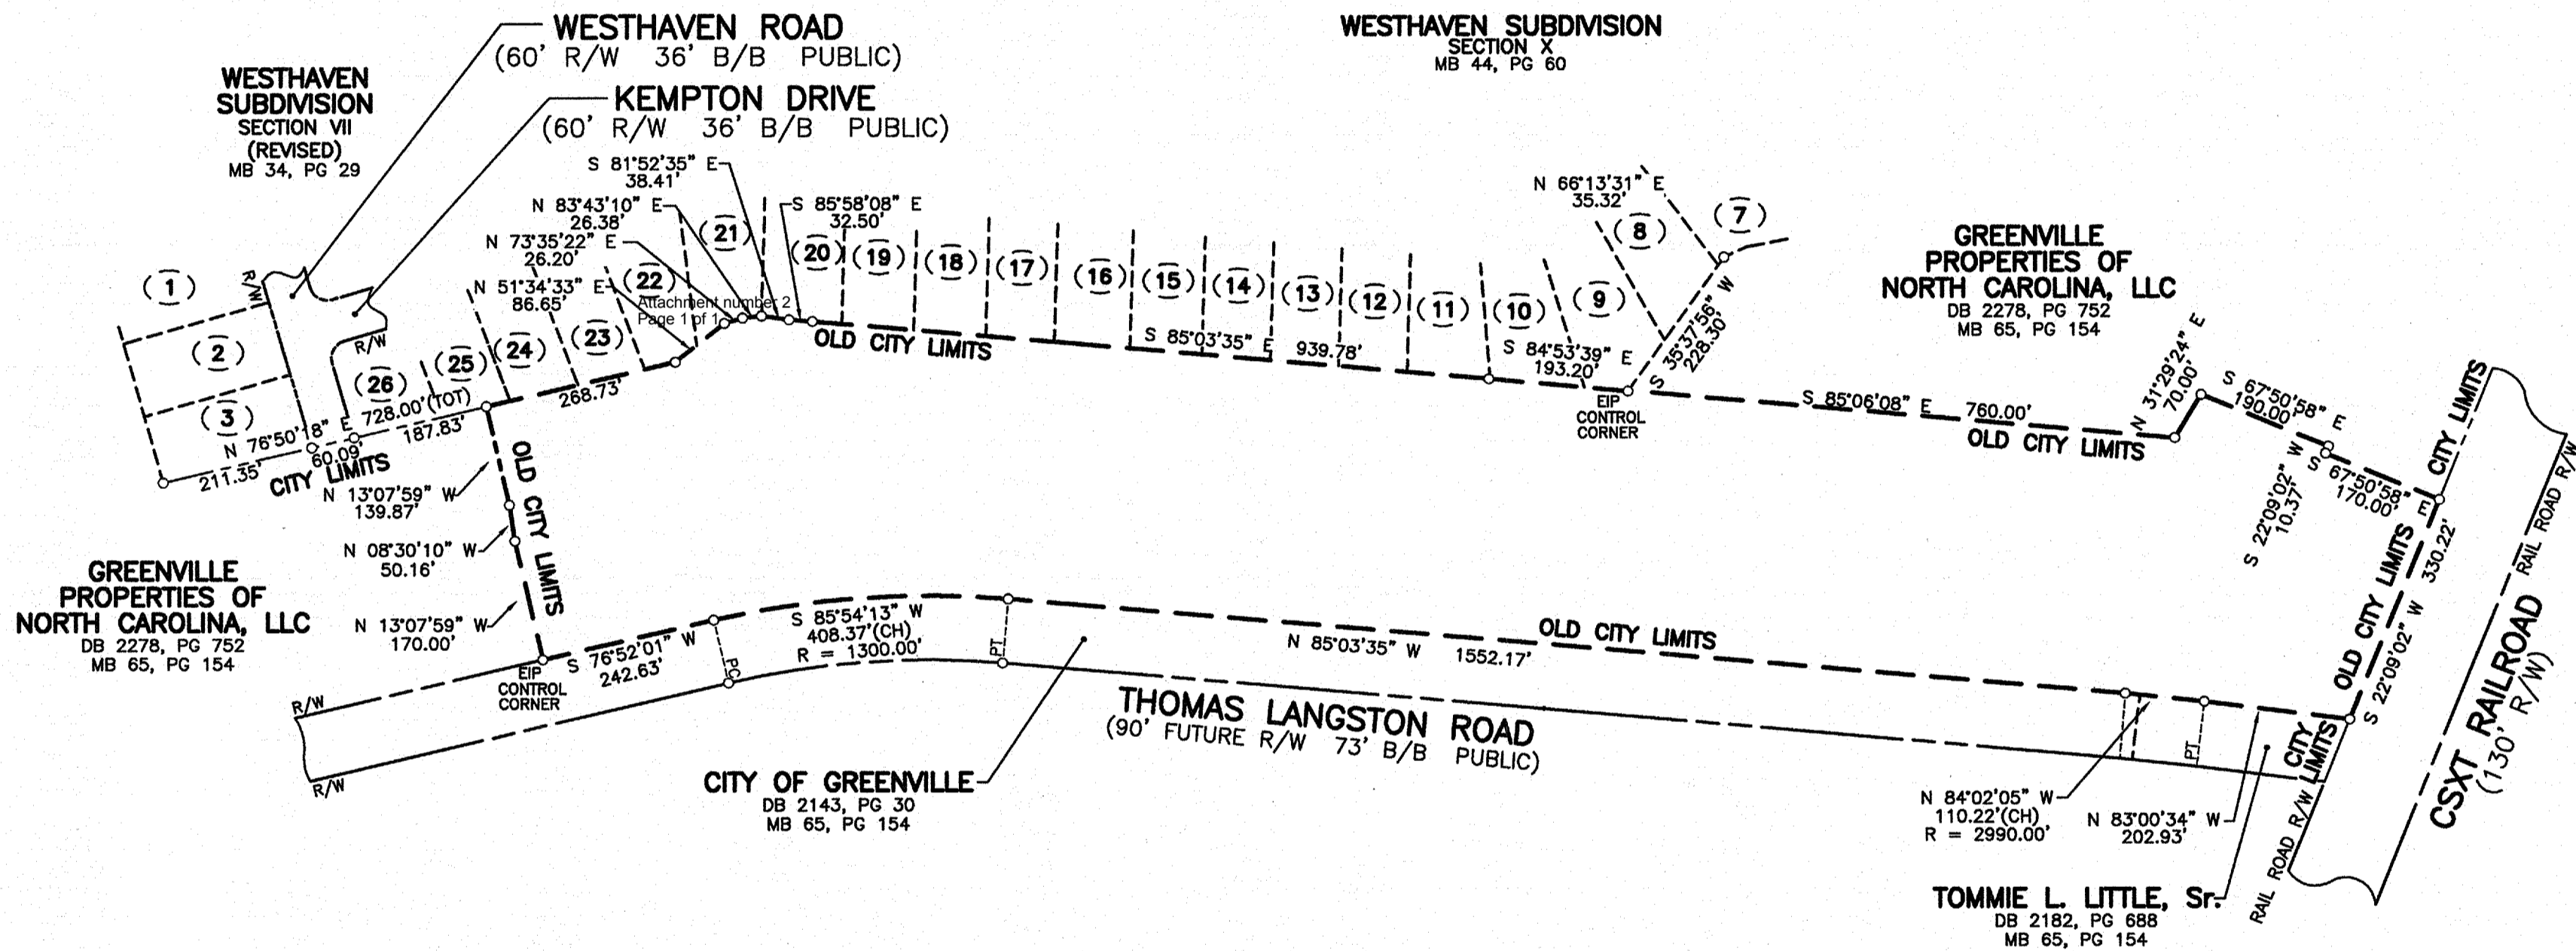 WESTHAVEN ROAD
(60' R/W 36' B/B PUBLIC)
KEMPTON DRIVE
(60' R/W 36' B/B PUBLIC)
WESTHAVEN
SUBDIVISION
SECTION VII
(REVISED)
MB 34, PG 29
WESTHAVEN SUBDIVISION
SECTION X
MB 44, PG 60
S 81°52'35" E
38.41'
N 83°43'10" E
26.38'
N 73°35'22" E
26.20'
N 51°34'33" E
86.65'
S 85°58'08" E
32.50'
Attachment number 2
Page 1 of 1
(1)
(2)
(3)
R/W
R/W
(26)
(25)
(24)
(23)
(22)
(21)
(20)
(19)
(18)
(17)
(16)
(15)
(14)
(13)
(12)
(11)
(10)
(9)
(8)
(7)
N 66°13'31" E
35.32'
S 35°37'56" W
228.30'
GREENVILLE
PROPERTIES OF
NORTH CAROLINA, LLC
DB 2278, PG 752
MB 65, PG 154
728.00'(TOT)
N 76°50'18" E
211.35'
60.09'
187.83'
CITY LIMITS
268.73'
OLD CITY LIMITS
S 85°03'35" E 939.78'
S 84°53'39" E
193.20'
EIP
CONTROL
CORNER
S 85°06'08" E 760.00'
OLD CITY LIMITS
N 31°29'24" E
70.00'
S 67°50'58" E
190.00'
S 22°09'02" W
10.37'
S 67°50'58" E
170.00'
CITY LIMITS
OLD CITY LIMITS
S 22°09'02" W 330.22'
RAIL ROAD R/W
CSXT RAILROAD
(130' R/W)
OLD CITY LIMITS
N 13°07'59" W
139.87'
N 08°30'10" W
50.16'
N 13°07'59" W
170.00'
GREENVILLE
PROPERTIES OF
NORTH CAROLINA, LLC
DB 2278, PG 752
MB 65, PG 154
EIP
CONTROL
CORNER
R/W
R/W
S 76°52'01" W
242.63'
PC
S 85°54'13" W
408.37'(CH)
R = 1300.00'
PT
N 85°03'35" W 1552.17'
OLD CITY LIMITS
THOMAS LANGSTON ROAD
(90' FUTURE R/W 73' B/B PUBLIC)
CITY OF GREENVILLE
DB 2143, PG 30
MB 65, PG 154
PT
CITY
LIMITS
N 84°02'05" W
110.22'(CH)
R = 2990.00'
N 83°00'34" W
202.93'
RAIL ROAD R/W
TOMMIE L. LITTLE, Sr.
DB 2182, PG 688
MB 65, PG 154